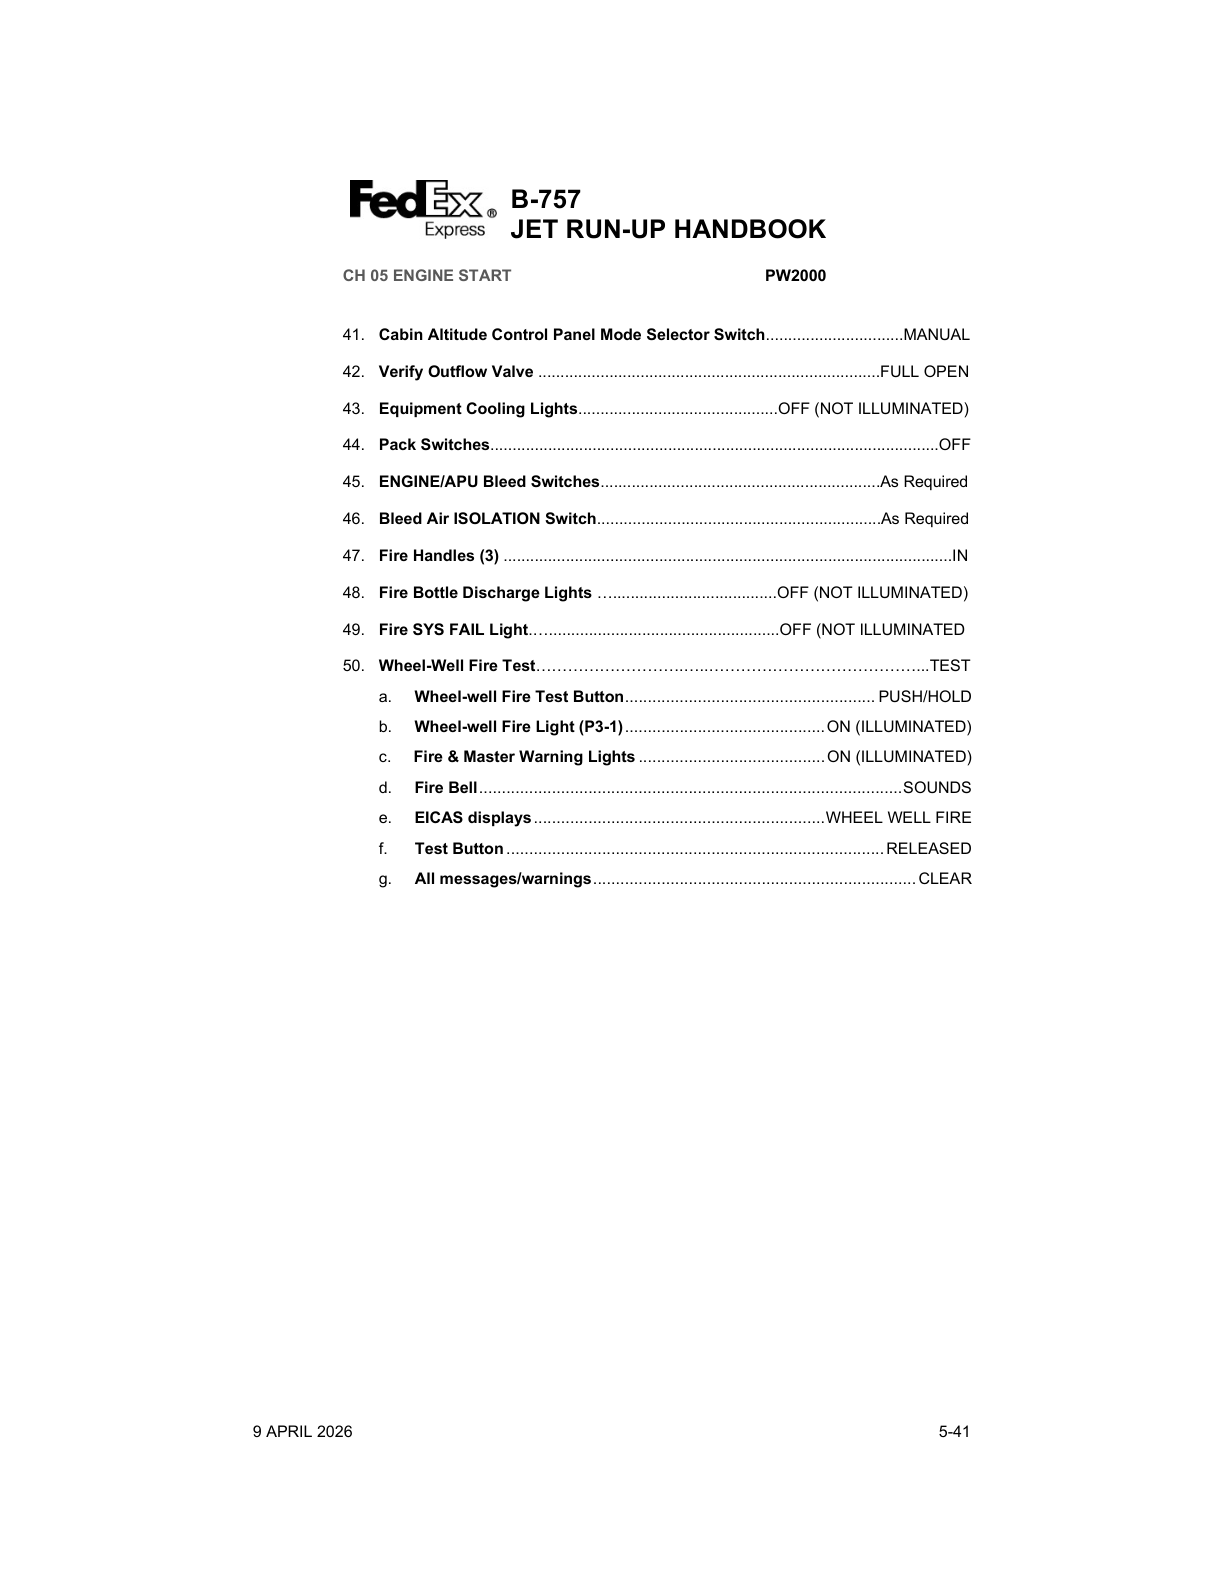 FedEx® B-757
Express JET RUN-UP HANDBOOK
CH 05 ENGINE START PW2000
41. Cabin Altitude Control Panel Mode Selector Switch...............................MANUAL
42. Verify Outflow Valve .............................................................................FULL OPEN
43. Equipment Cooling Lights.............................................OFF (NOT ILLUMINATED)
44. Pack Switches.....................................................................................................OFF
45. ENGINE/APU Bleed Switches...............................................................As Required
46. Bleed Air ISOLATION Switch................................................................As Required
47. Fire Handles (3) .....................................................................................................IN
48. Fire Bottle Discharge Lights ….....................................OFF (NOT ILLUMINATED)
49. Fire SYS FAIL Light.…....................................................OFF (NOT ILLUMINATED
50. Wheel-Well Fire Test……………………….…..…………………………………...TEST
a. Wheel-well Fire Test Button....................................................... PUSH/HOLD
b. Wheel-well Fire Light (P3-1)............................................ ON (ILLUMINATED)
c. Fire & Master Warning Lights ......................................... ON (ILLUMINATED)
d. Fire Bell............................................................................................. SOUNDS
e. EICAS displays................................................................ WHEEL WELL FIRE
f. Test Button ................................................................................... RELEASED
g. All messages/warnings....................................................................... CLEAR
9 APRIL 2026 5-41